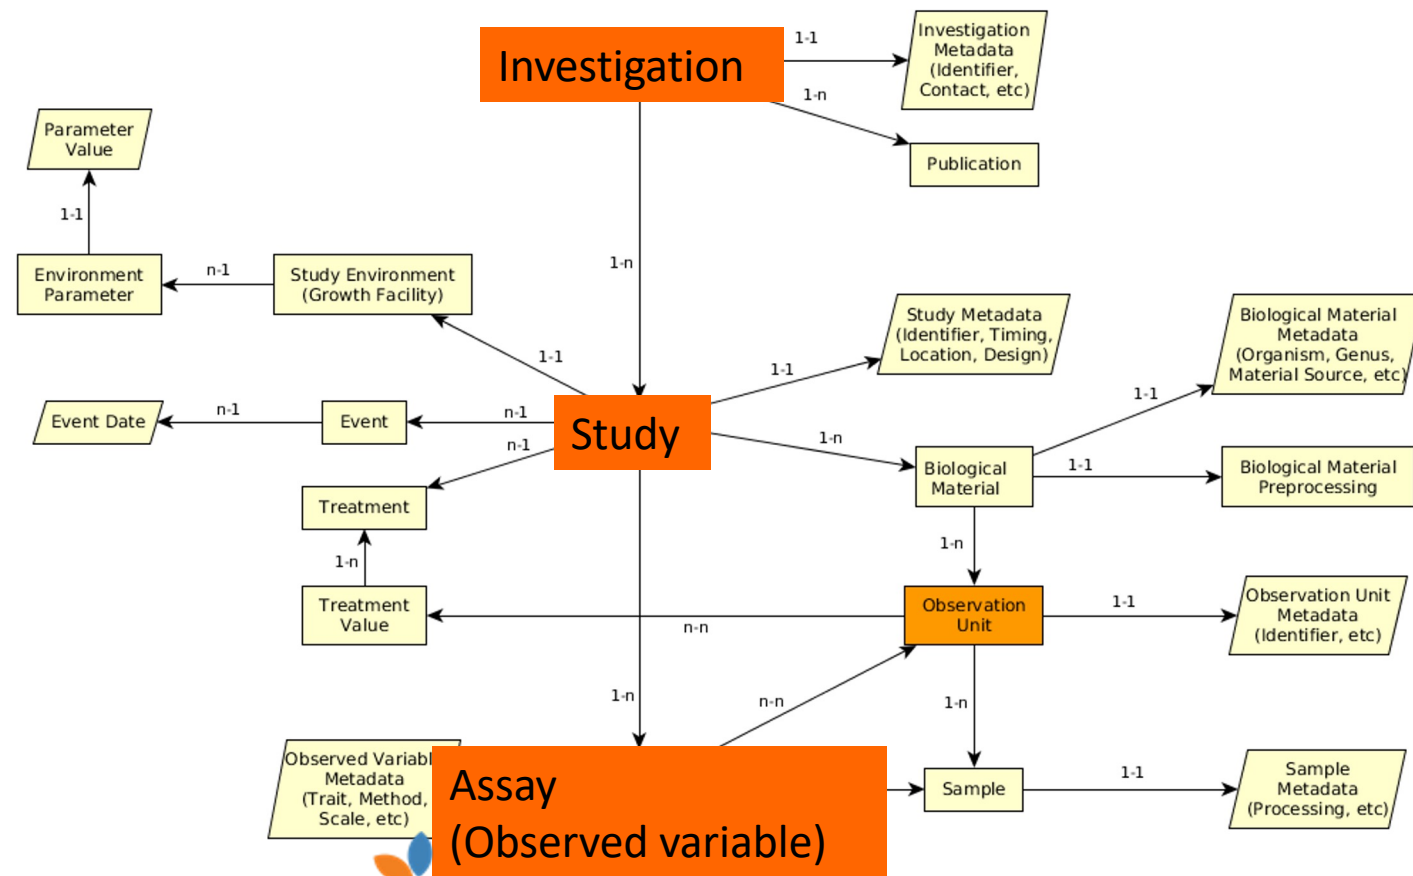 Investigation
1-1
Investigation
Metadata
(Identifier,
Contact, etc)
1-n
Publication
Parameter
Value
1-1
Environment
Parameter
n-1
Study Environment
(Growth Facility)
1-n
1-1
Study Metadata
(Identifier, Timing,
Location, Design)
1-1
Biological Material
Metadata
(Organism, Genus,
Material Source, etc)
1-1
Event Date
n-1
Event
n-1
Study
n-1
1-n
Biological
Material
1-1
Biological Material
Preprocessing
Treatment
1-n
Treatment
Value
n-n
1-n
Observation
Unit
1-1
Observation Unit
Metadata
(Identifier, etc)
1-n
n-n
1-n
Observed Variabl
Metadata
(Trait, Method,
Scale, etc)
Assay
(Observed variable)
Sample
1-1
Sample
Metadata
(Processing, etc)